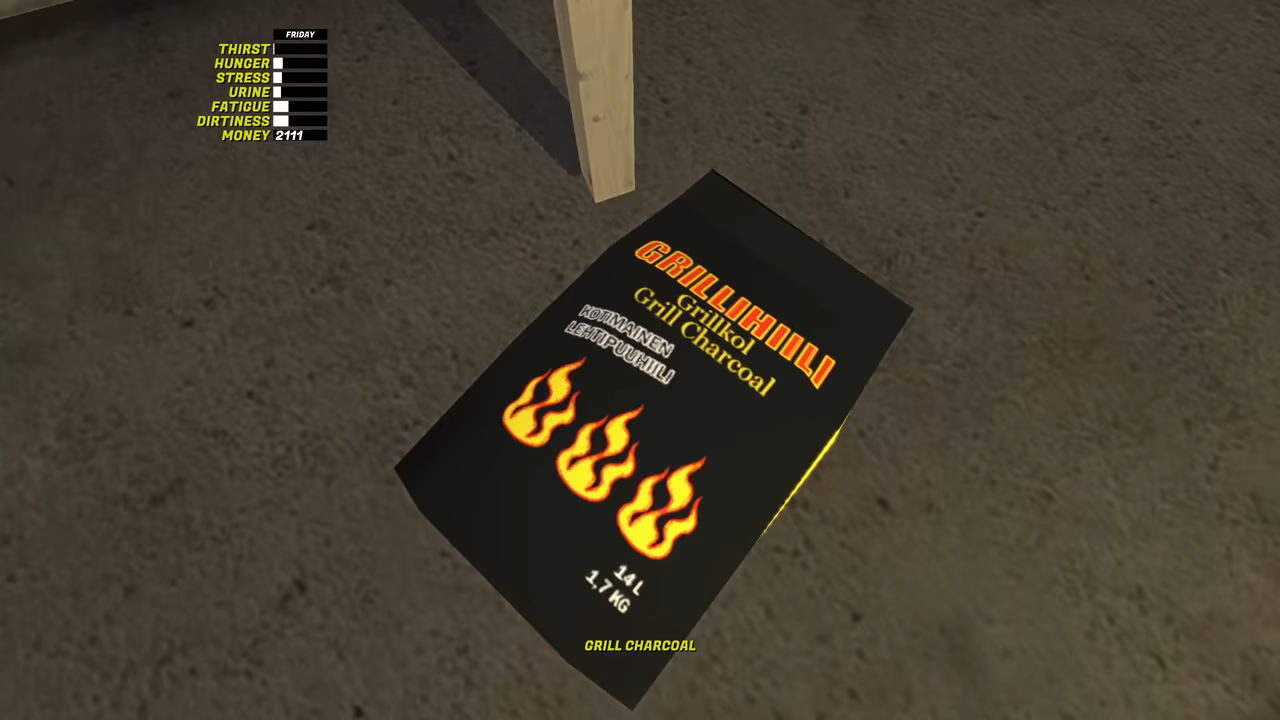 FRIDAY
THIRST
HUNGER
STRESS
URINE
FATIGUE
DIRTINESS
MONEY 2111
GRILLIHIILI
Grillkol
Grill Charcoal
KOTIMAINEN
LEHTIPUUHIILI
14 L
1,7 KG
GRILL CHARCOAL